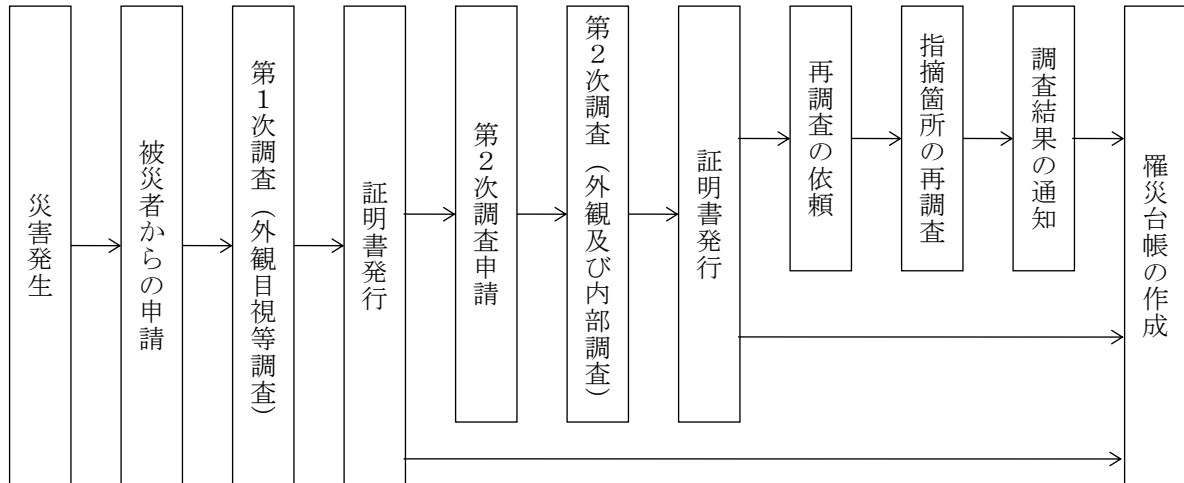 災害発生
被災者からの申請
第1次調査（外観目視等調査）
証明書発行
第2次調査申請
第2次調査（外観及び内部調査）
証明書発行
再調査の依頼
指摘箇所の再調査
調査結果の通知
罹災台帳の作成